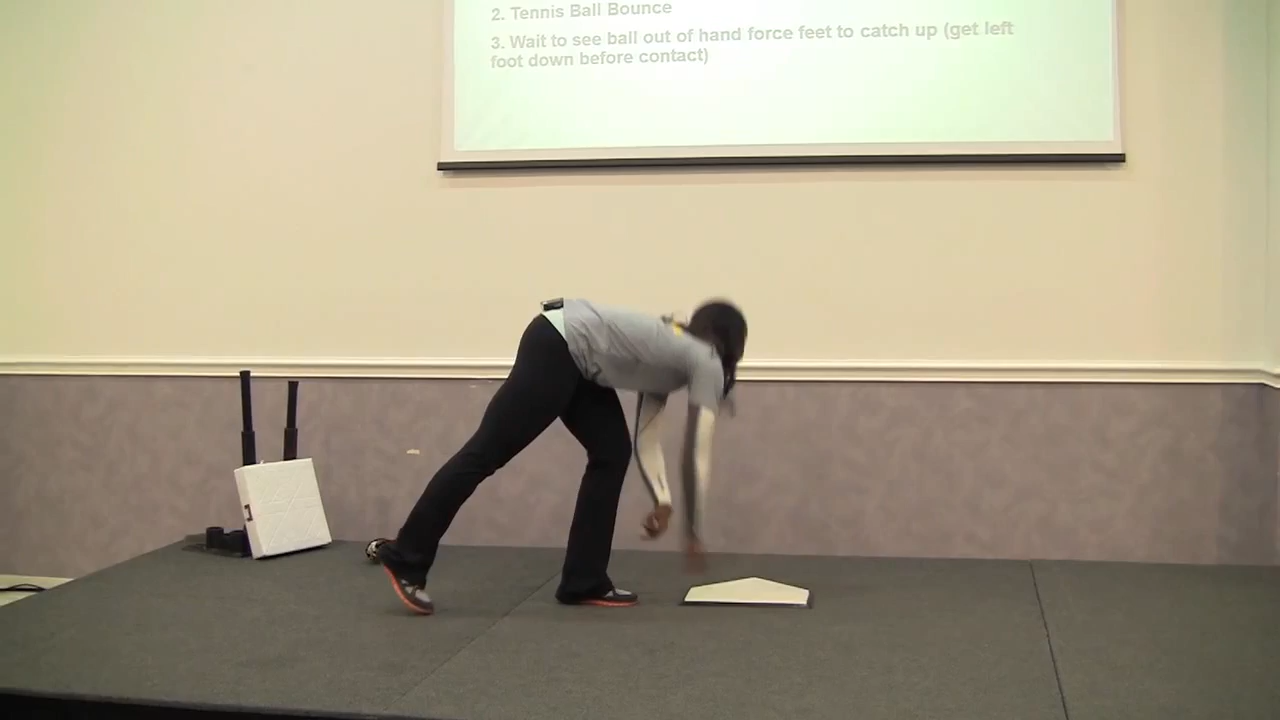 2. Tennis Ball Bounce
3. Wait to see ball out of hand force feet to catch up (get left
foot down before contact)